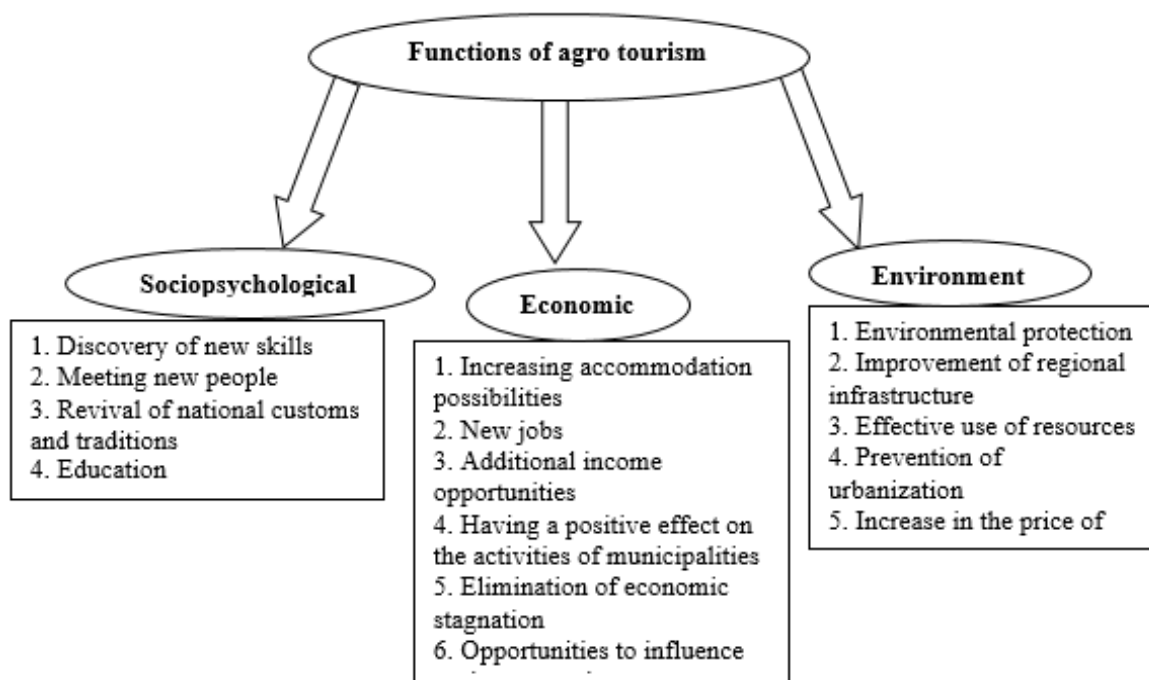 Functions of agro tourism
Sociopsychological
1. Discovery of new skills
2. Meeting new people
3. Revival of national customs
and traditions
4. Education
Economic
1. Increasing accommodation
possibilities
2. New jobs
3. Additional income
opportunities
4. Having a positive effect on
the activities of municipalities
5. Elimination of economic
stagnation
6. Opportunities to influence
Environment
1. Environmental protection
2. Improvement of regional
infrastructure
3. Effective use of resources
4. Prevention of
urbanization
5. Increase in the price of